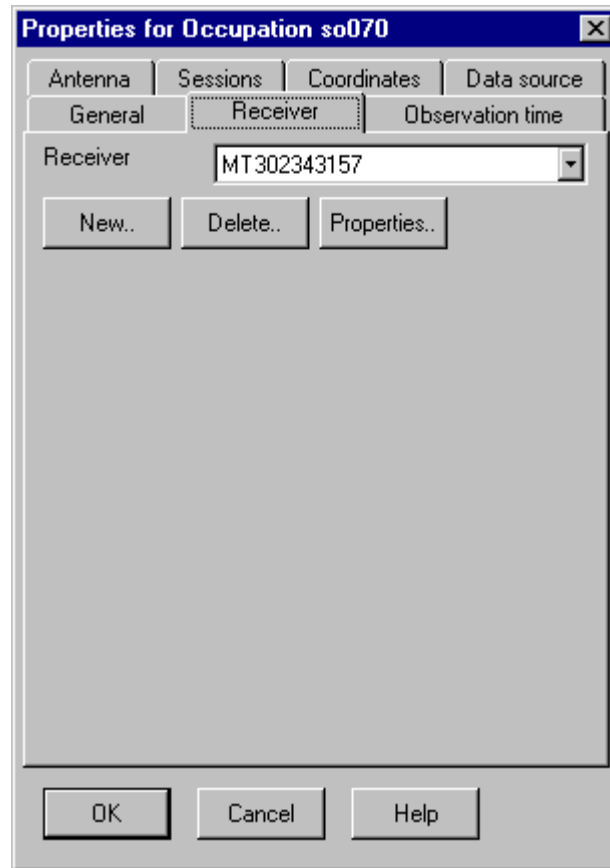 Properties for Occupation so070
Antenna Sessions Coordinates Data source
General Receiver Observation time
Receiver MT302343157
New.. Delete.. Properties..
OK Cancel Help